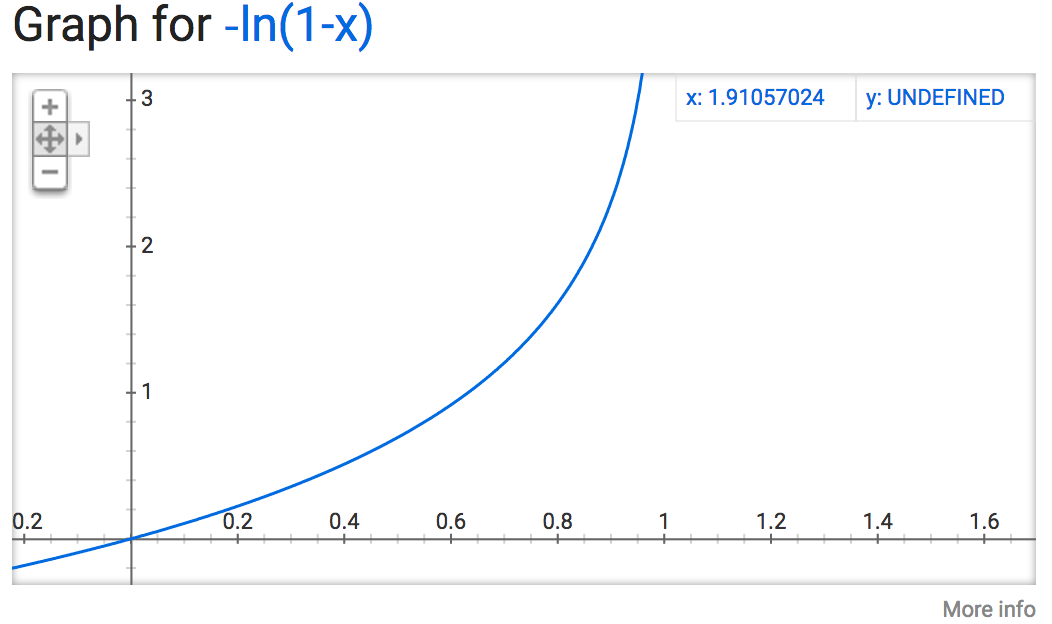 Graph for -ln(1-x)
x: 1.91057024 y: UNDEFINED
3
2
1
0.2 0.2 0.4 0.6 0.8 1 1.2 1.4 1.6
More info